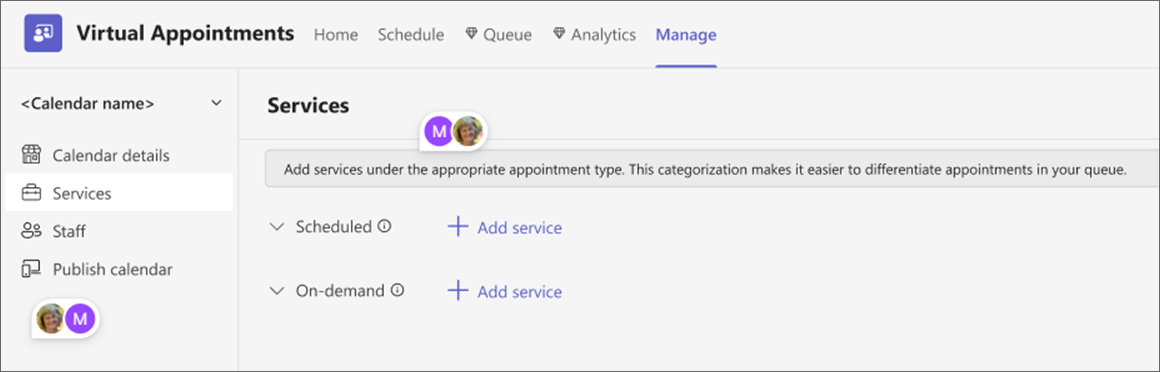 Virtual Appointments Home Schedule Queue Analytics Manage
<Calendar name>
Services
M
Calendar details
Add services under the appropriate appointment type. This categorization makes it easier to differentiate appointments in your queue.
Services
Scheduled + Add service
Staff
Publish calendar
On-demand + Add service
M